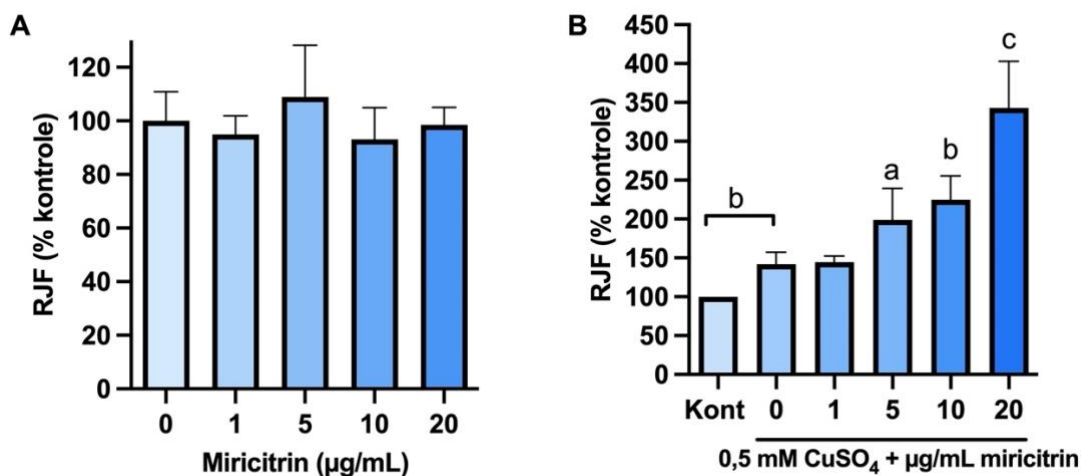 A
RJF (% kontrole)
120
100
80
60
40
20
0
0 1 5 10 20
Miricitrin (µg/mL)
B
RJF (% kontrole)
450
400
350
300
250
200
150
100
50
0
b
a
b
c
Kont 0 1 5 10 20
0,5 mM CuSO₄ + µg/mL miricitrin